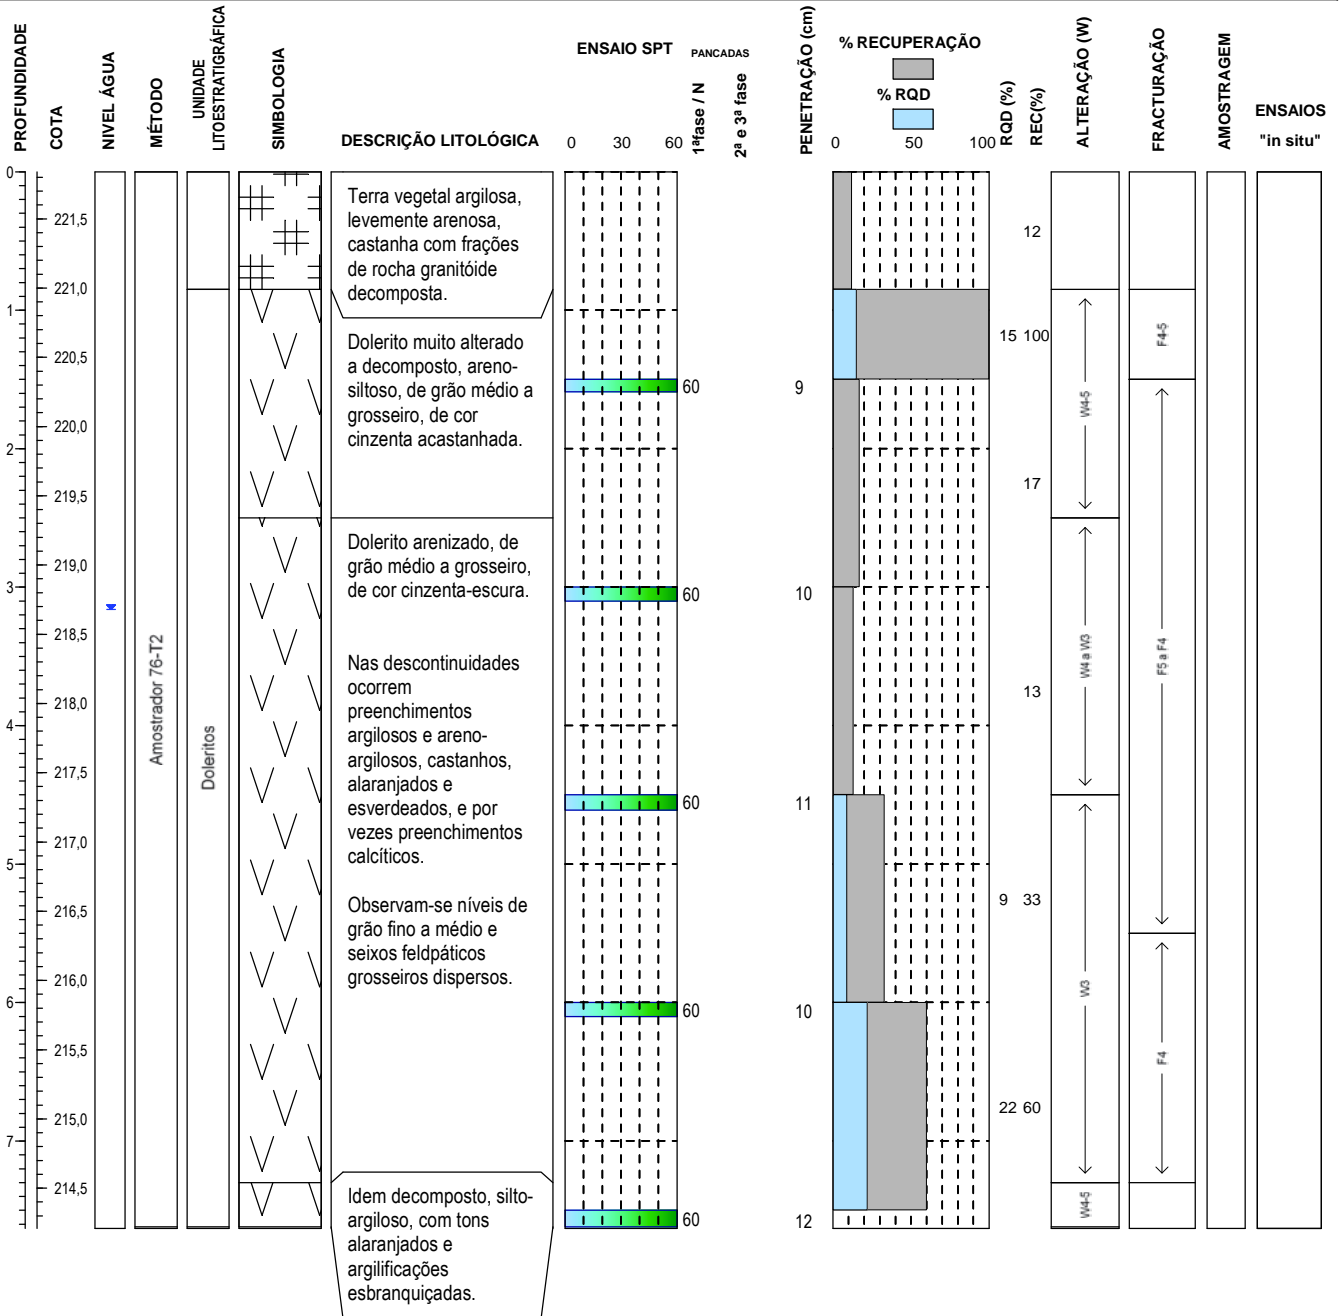 PROFUNDIDADE
COTA
NIVEL ÁGUA
MÉTODO
UNIDADE
LITOESTRATIGRÁFICA
SIMBOLOGIA
DESCRIÇÃO LITOLÓGICA
ENSAIO SPT
0 30 60
PANCADAS
1ªfase / N
2ª e 3ª fase
PENETRAÇÃO (cm)
% RECUPERAÇÃO
% RQD
0 50 100
RQD (%)
REC(%)
ALTERAÇÃO (W)
FRACTURAÇÃO
AMOSTRAGEM
ENSAIOS
"in situ"
0
1
2
3
4
5
6
7
221,5
221,0
220,5
220,0
219,5
219,0
218,5
218,0
217,5
217,0
216,5
216,0
215,5
215,0
214,5
Amostrador 76-T2
Doleritos
Terra vegetal argilosa,
levemente arenosa,
castanha com frações
de rocha granitóide
decomposta.
Dolerito muito alterado
a decomposto, areno-
siltoso, de grão médio a
grosseiro, de cor
cinzenta acastanhada.
Dolerito arenizado, de
grão médio a grosseiro,
de cor cinzenta-escura.
Nas descontinuidades
ocorrem
preenchimentos
argilosos e areno-
argilosos, castanhos,
alaranjados e
esverdeados, e por
vezes preenchimentos
calcíticos.
Observam-se níveis de
grão fino a médio e
seixos feldpáticos
grosseiros dispersos.
Idem decomposto, silto-
argiloso, com tons
alaranjados e
argilificações
esbranquiçadas.
60
60
60
60
60
9
10
11
10
12
12
15 100
17
13
9 33
22 60
W4-5
W4 a W3
W3
W4-5
F4-5
F5 a F4
F4